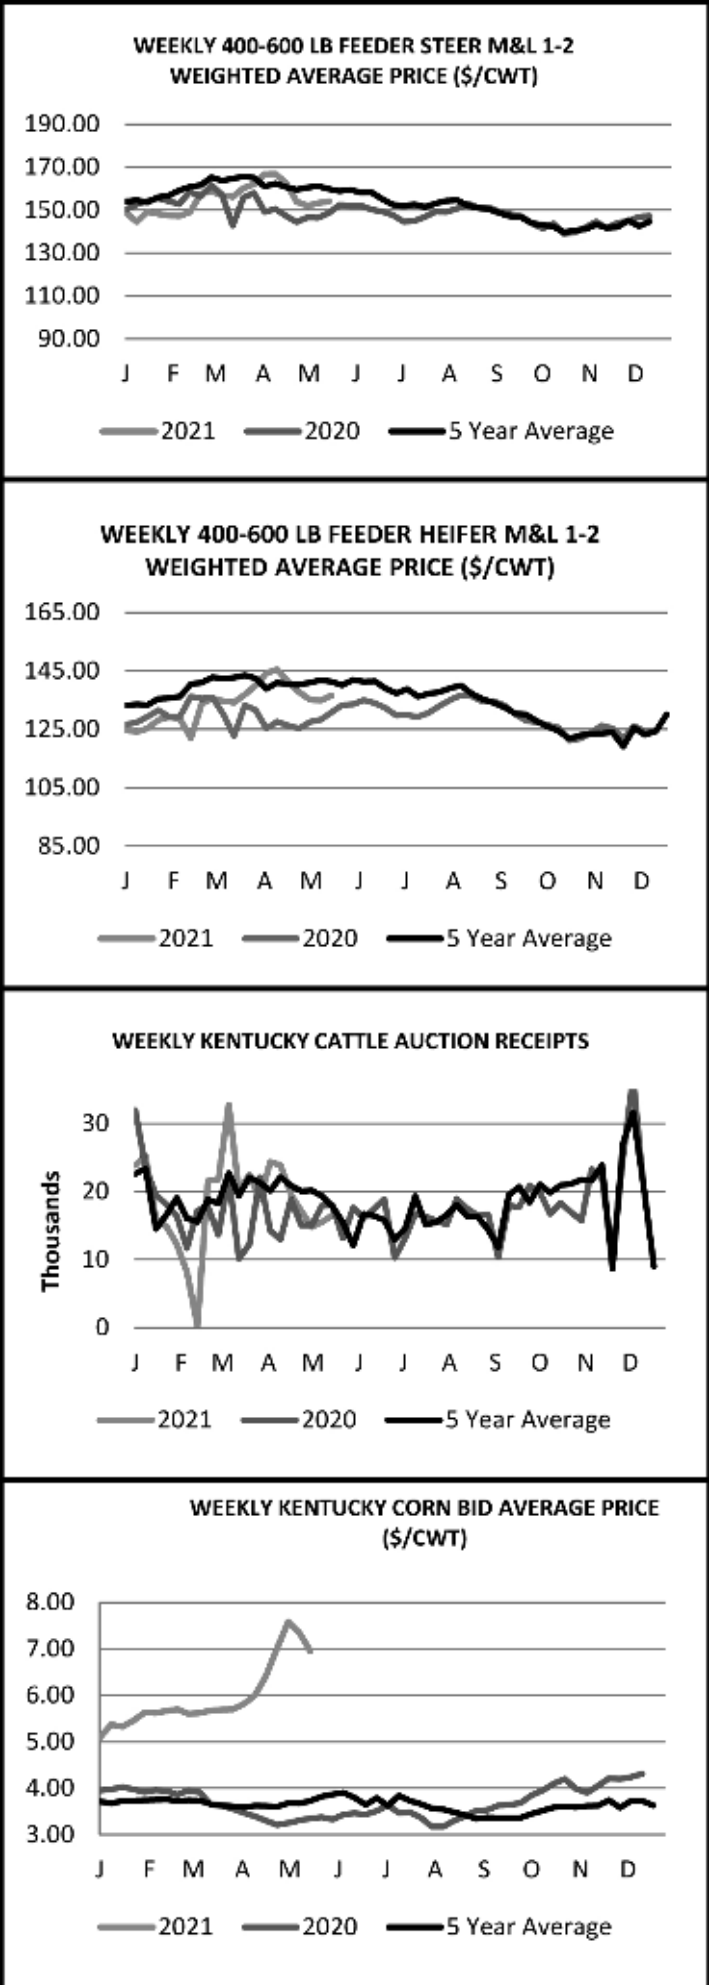 WEEKLY 400-600 LB FEEDER STEER M&L 1-2
WEIGHTED AVERAGE PRICE ($/CWT)
190.00
170.00
150.00
130.00
110.00
90.00
J F M A M J J A S O N D
2021 2020 5 Year Average
WEEKLY 400-600 LB FEEDER HEIFER M&L 1-2
WEIGHTED AVERAGE PRICE ($/CWT)
165.00
145.00
125.00
105.00
85.00
J F M A M J J A S O N D
2021 2020 5 Year Average
WEEKLY KENTUCKY CATTLE AUCTION RECEIPTS
Thousands
30
20
10
0
J F M A M J J A S O N D
2021 2020 5 Year Average
WEEKLY KENTUCKY CORN BID AVERAGE PRICE
($/CWT)
8.00
7.00
6.00
5.00
4.00
3.00
J F M A M J J A S O N D
2021 2020 5 Year Average